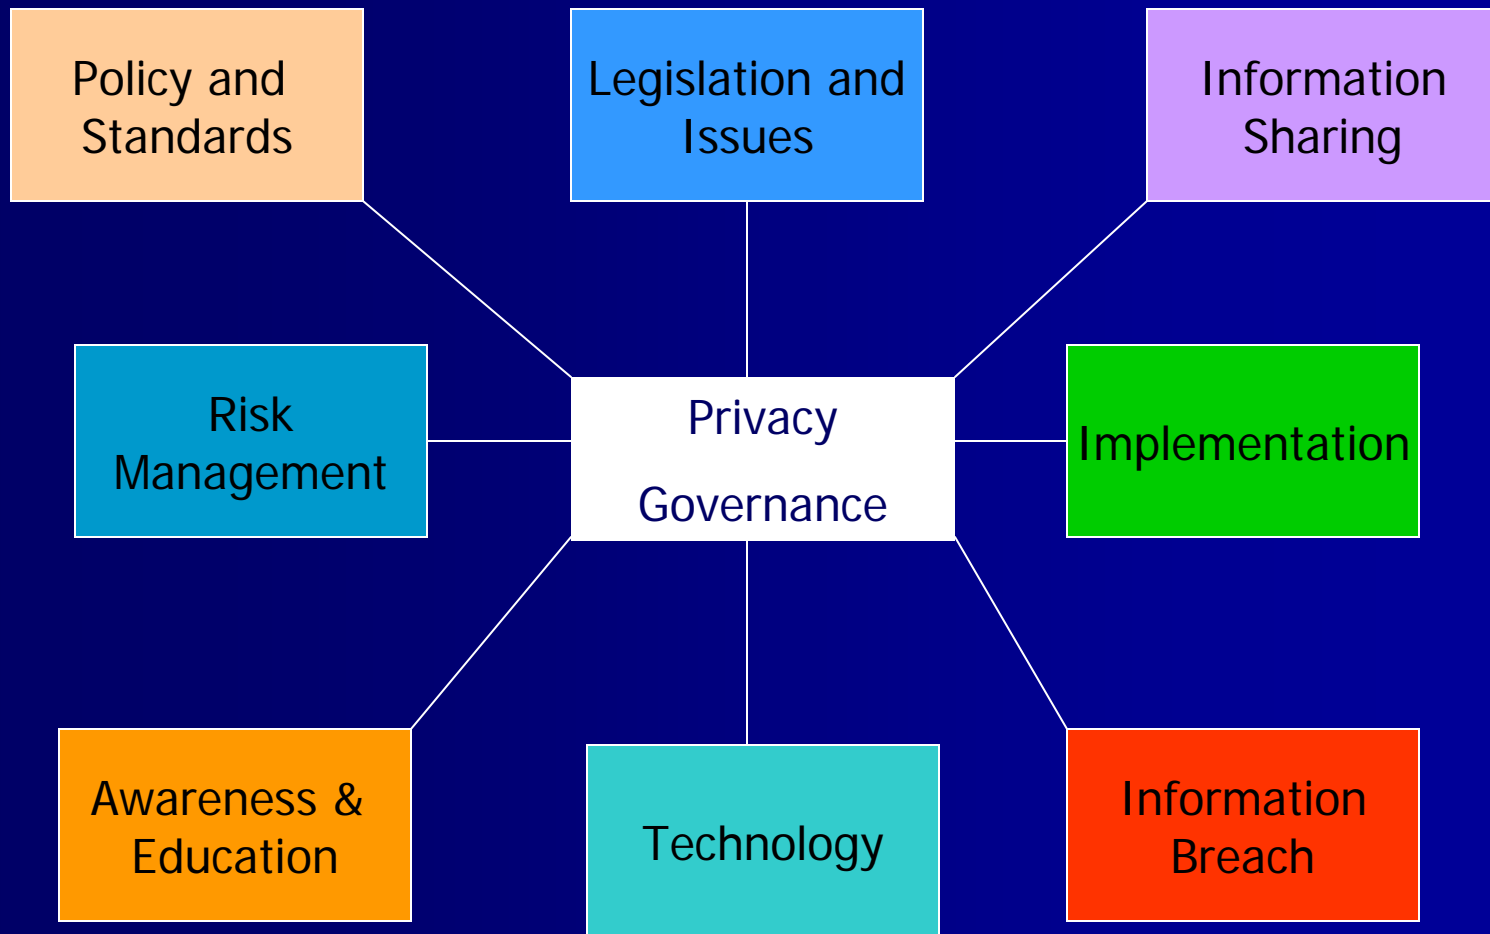 Policy and
Standards
Legislation and
Issues
Information
Sharing
Risk
Management
Privacy
Governance
Implementation
Awareness &
Education
Technology
Information
Breach